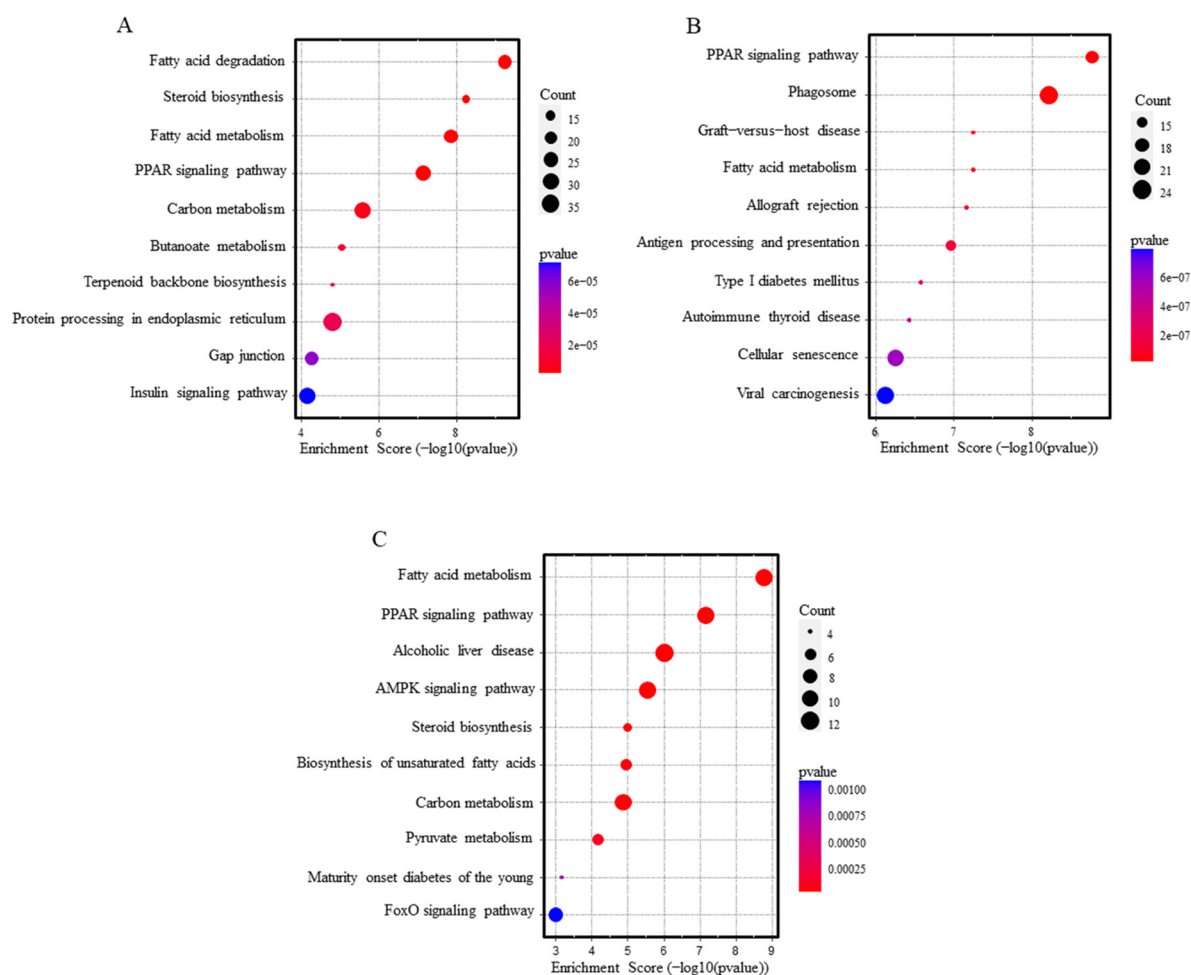 A
Fatty acid degradation
Steroid biosynthesis
Fatty acid metabolism
PPAR signaling pathway
Carbon metabolism
Butanoate metabolism
Terpenoid backbone biosynthesis
Protein processing in endoplasmic reticulum
Gap junction
Insulin signaling pathway
4 6 8
Enrichment Score (−log10(pvalue))
Count
15
20
25
30
35
pvalue
6e−05
4e−05
2e−05
B
PPAR signaling pathway
Phagosome
Graft−versus−host disease
Fatty acid metabolism
Allograft rejection
Antigen processing and presentation
Type I diabetes mellitus
Autoimmune thyroid disease
Cellular senescence
Viral carcinogenesis
6 7 8
Enrichment Score (−log10(pvalue))
Count
15
18
21
24
pvalue
6e−07
4e−07
2e−07
C
Fatty acid metabolism
PPAR signaling pathway
Alcoholic liver disease
AMPK signaling pathway
Steroid biosynthesis
Biosynthesis of unsaturated fatty acids
Carbon metabolism
Pyruvate metabolism
Maturity onset diabetes of the young
FoxO signaling pathway
3 4 5 6 7 8 9
Enrichment Score (−log10(pvalue))
Count
4
6
8
10
12
pvalue
0.00100
0.00075
0.00050
0.00025